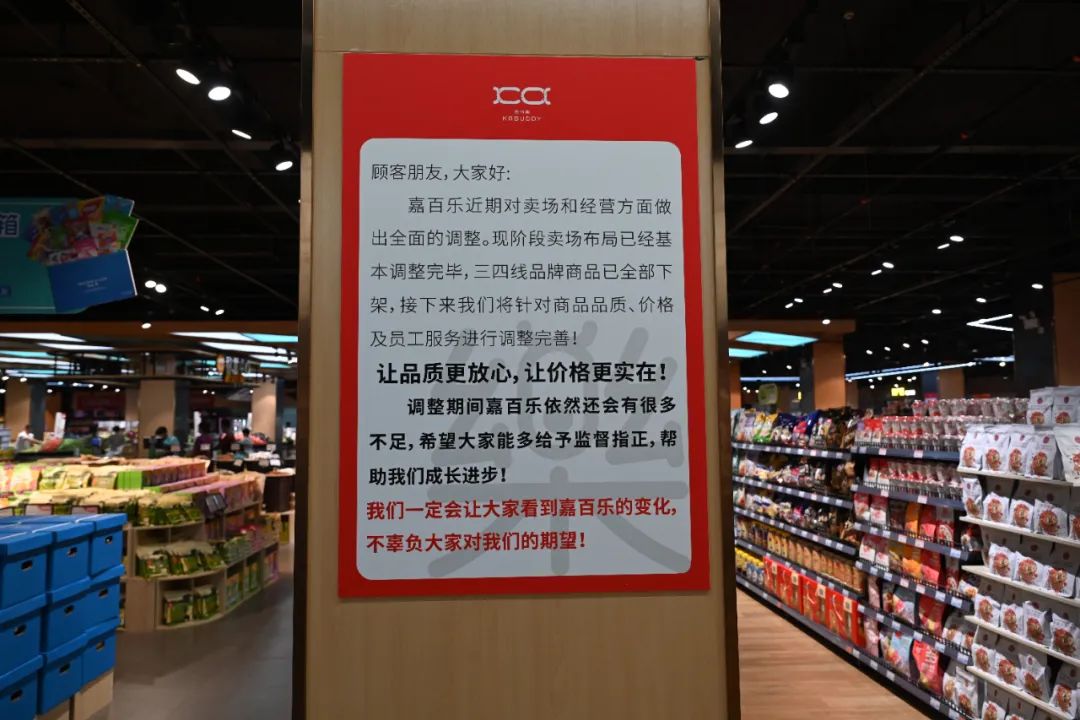 KABUDDY
顾客朋友，大家好：
嘉百乐近期对卖场和经营方面做
出全面的调整。现阶段卖场布局已经基
本调整完毕，三四线品牌商品已全部下
架，接下来我们将针对商品品质、价格
及员工服务进行调整完善！
让品质更放心，让价格更实在！
调整期间嘉百乐依然还会有很多
不足，希望大家能多给予监督指正，帮
助我们成长进步！
我们一定会让大家看到嘉百乐的变化，
不辜负大家对我们的期望！
箱